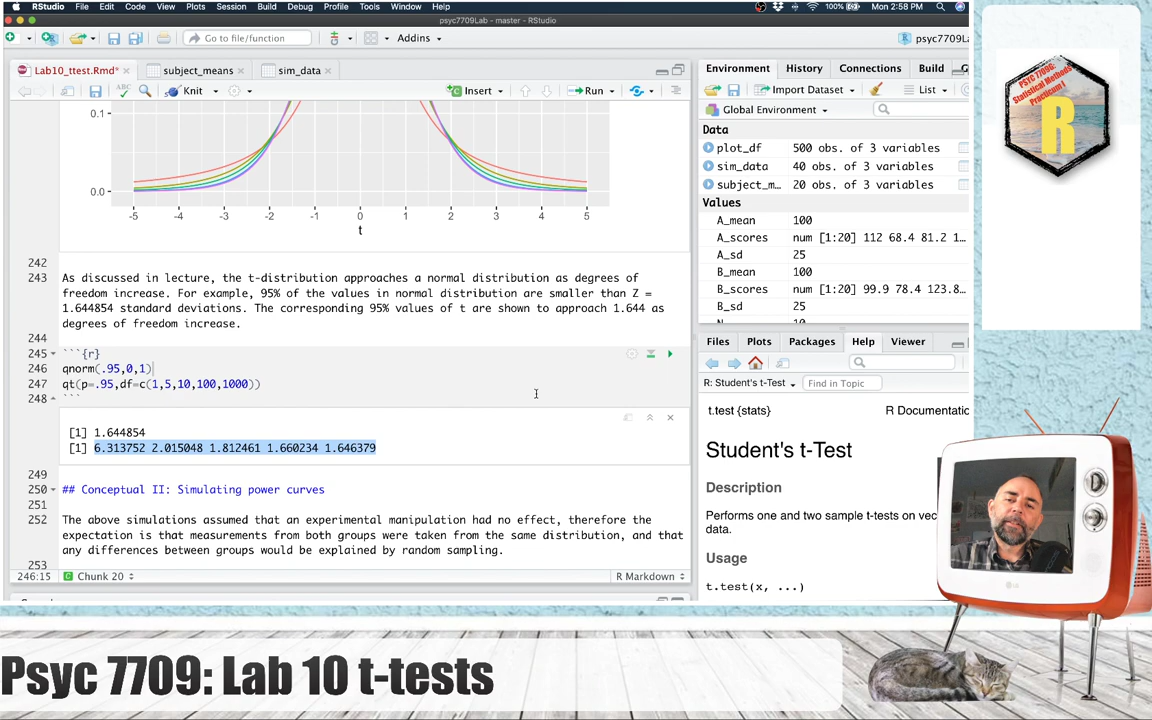 RStudio File Edit Code View Plots Session Build Debug Profile Tools Window Help 100% Mon 2:58 PM
psyc7709Lab - master - RStudio
Go to file/function Addins psyc7709La
Lab10_ttest.Rmd* subject_means sim_data
ABC Knit Insert Run
0.1
0.0
-5 -4 -3 -2 -1 0 1 2 3 4 5
t
242
243 As discussed in lecture, the t-distribution approaches a normal distribution as degrees of
freedom increase. For example, 95% of the values in normal distribution are smaller than Z =
1.644854 standard deviations. The corresponding 95% values of t are shown to approach 1.644 as
degrees of freedom increase.
244
245 ```{r}
246 qnorm(.95,0,1)
247 qt(p=.95,df=c(1,5,10,100,1000))
248 ```
[1] 1.644854
[1] 6.313752 2.015048 1.812461 1.660234 1.646379
249
250 ## Conceptual II: Simulating power curves
251
252 The above simulations assumed that an experimental manipulation had no effect, therefore the
expectation is that measurements from both groups were taken from the same distribution, and that
any differences between groups would be explained by random sampling.
253
246:15 Chunk 20 R Markdown
Environment History Connections Build G
Import Dataset List
Global Environment
Data
plot_df 500 obs. of 3 variables
sim_data 40 obs. of 3 variables
subject_m… 20 obs. of 3 variables
Values
A_mean 100
A_scores num [1:20] 112 68.4 81.2 1…
A_sd 25
B_mean 100
B_scores num [1:20] 99.9 78.4 123.8…
B_sd 25
N 10
Files Plots Packages Help Viewer
R: Student's t-Test Find in Topic
t.test {stats} R Documentatio
Student's t-Test
Description
Performs one and two sample t-tests on vec
data.
Usage
t.test(x, ...)
PSYC 7709G:
Statistical Methods
Practicum I
R
LG
Psyc 7709: Lab 10 t-tests